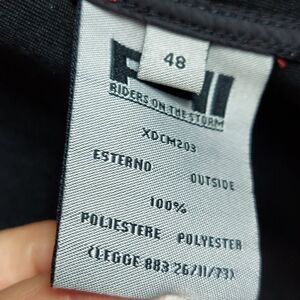 48
RIDERS ON THE STORM
XDCM203
ESTERNO OUTSIDE
100%
POLIESTERE POLYESTER
(LEGGE 883 26/11/73)